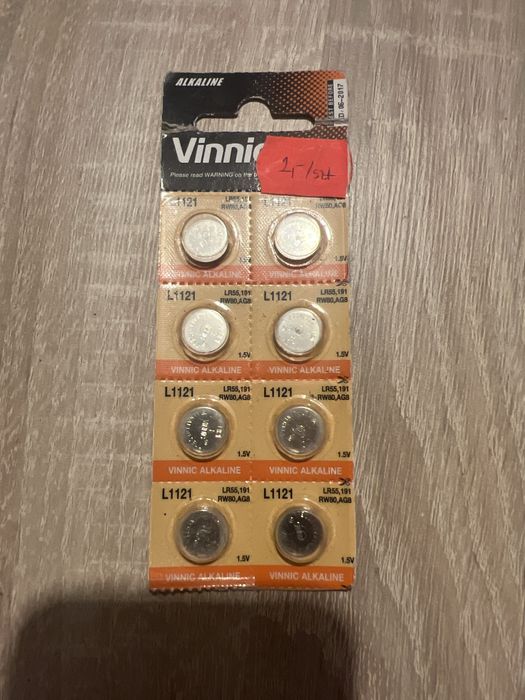 ALKALINE
D.06-2017
Vinnic
Please read WARNING on the
1,-/szt
L1121
L1121
RW80,AG8
1.5V
VINNIC ALKALINE
VINNIC ALKALINE
L1121 LR55,191
RW80,AG8
L1121 LR55,191
RW80,AG8
1.5V
1.5V
VINNIC ALKALINE
VINNIC ALKALINE
L1121 LR55,191
RW80,AG8
L1121 LR55,191
RW80,AG8
1.5V
1.5V
VINNIC ALKALINE
VINNIC ALKALINE
L1121 LR55,191
RW80,AG8
L1121 LR55,191
RW80,AG8
1.5V
1.5V
VINNIC ALKALINE
VINNIC ALKALINE